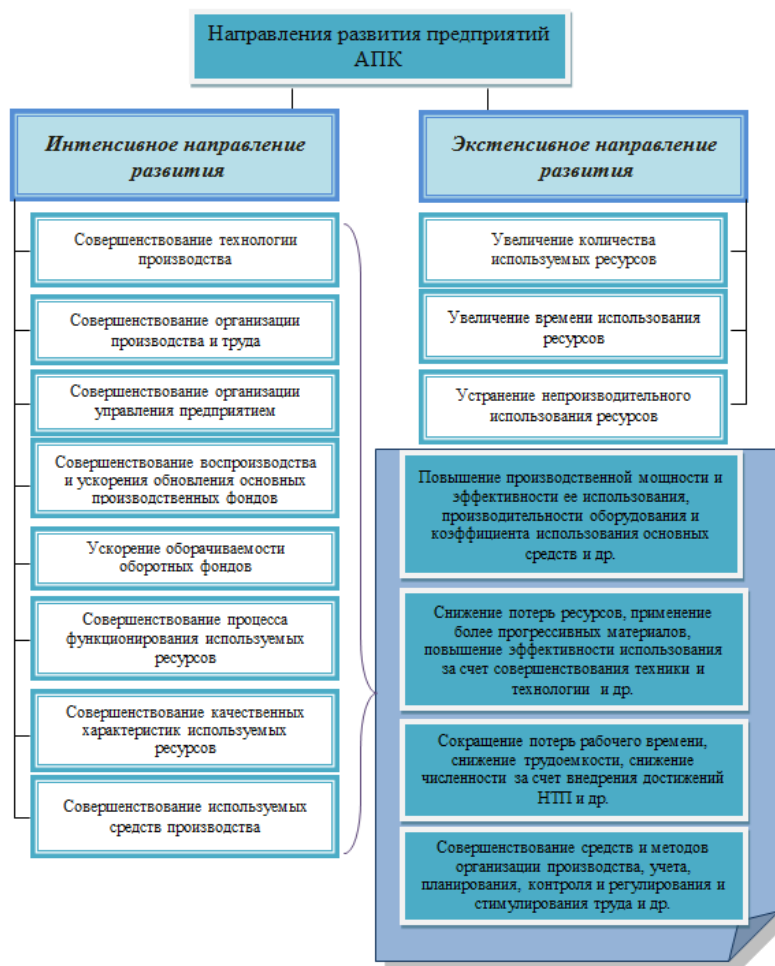 Направления развития предприятий
АПК
Интенсивное направление
развития
Совершенствование технологии
производства
Совершенствование организации
производства и труда
Совершенствование организации
управления предприятием
Совершенствование воспроизводства
и ускорения обновления основных
производственных фондов
Ускорение оборачиваемости
оборотных фондов
Совершенствование процесса
функционирования используемых
ресурсов
Совершенствование качественных
характеристик используемых
ресурсов
Совершенствование используемых
средств производства
Экстенсивное направление
развития
Увеличение количества
используемых ресурсов
Увеличение времени использования
ресурсов
Устранение непроизводительного
использования ресурсов
Повышение производственной мощности и
эффективности ее использования,
производительности оборудования и
коэффициента использования основных
средств и др.
Снижение потерь ресурсов, применение
более прогрессивных материалов,
повышение эффективности использования
за счет совершенствования техники и
технологии и др.
Сокращение потерь рабочего времени,
снижение трудоемкости, снижение
численности за счет внедрения достижений
НТП и др.
Совершенствование средств и методов
организации производства, учета,
планирования, контроля и регулирования и
стимулирования труда и др.